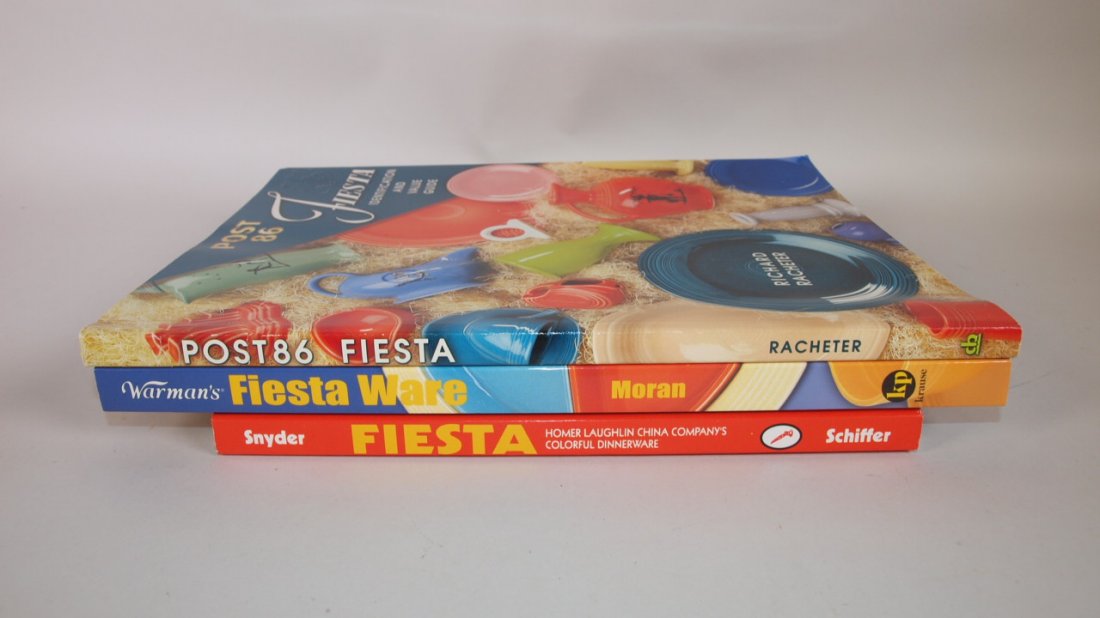 POST
86
FIESTA
IDENTIFICATION
AND
VALUE
GUIDE
RICHARD
RACHETER
POST86 FIESTA RACHETER cb
Warman's® Fiesta Ware Moran kp krause
Snyder FIESTA HOMER LAUGHLIN CHINA COMPANY'S
COLORFUL DINNERWARE Schiffer